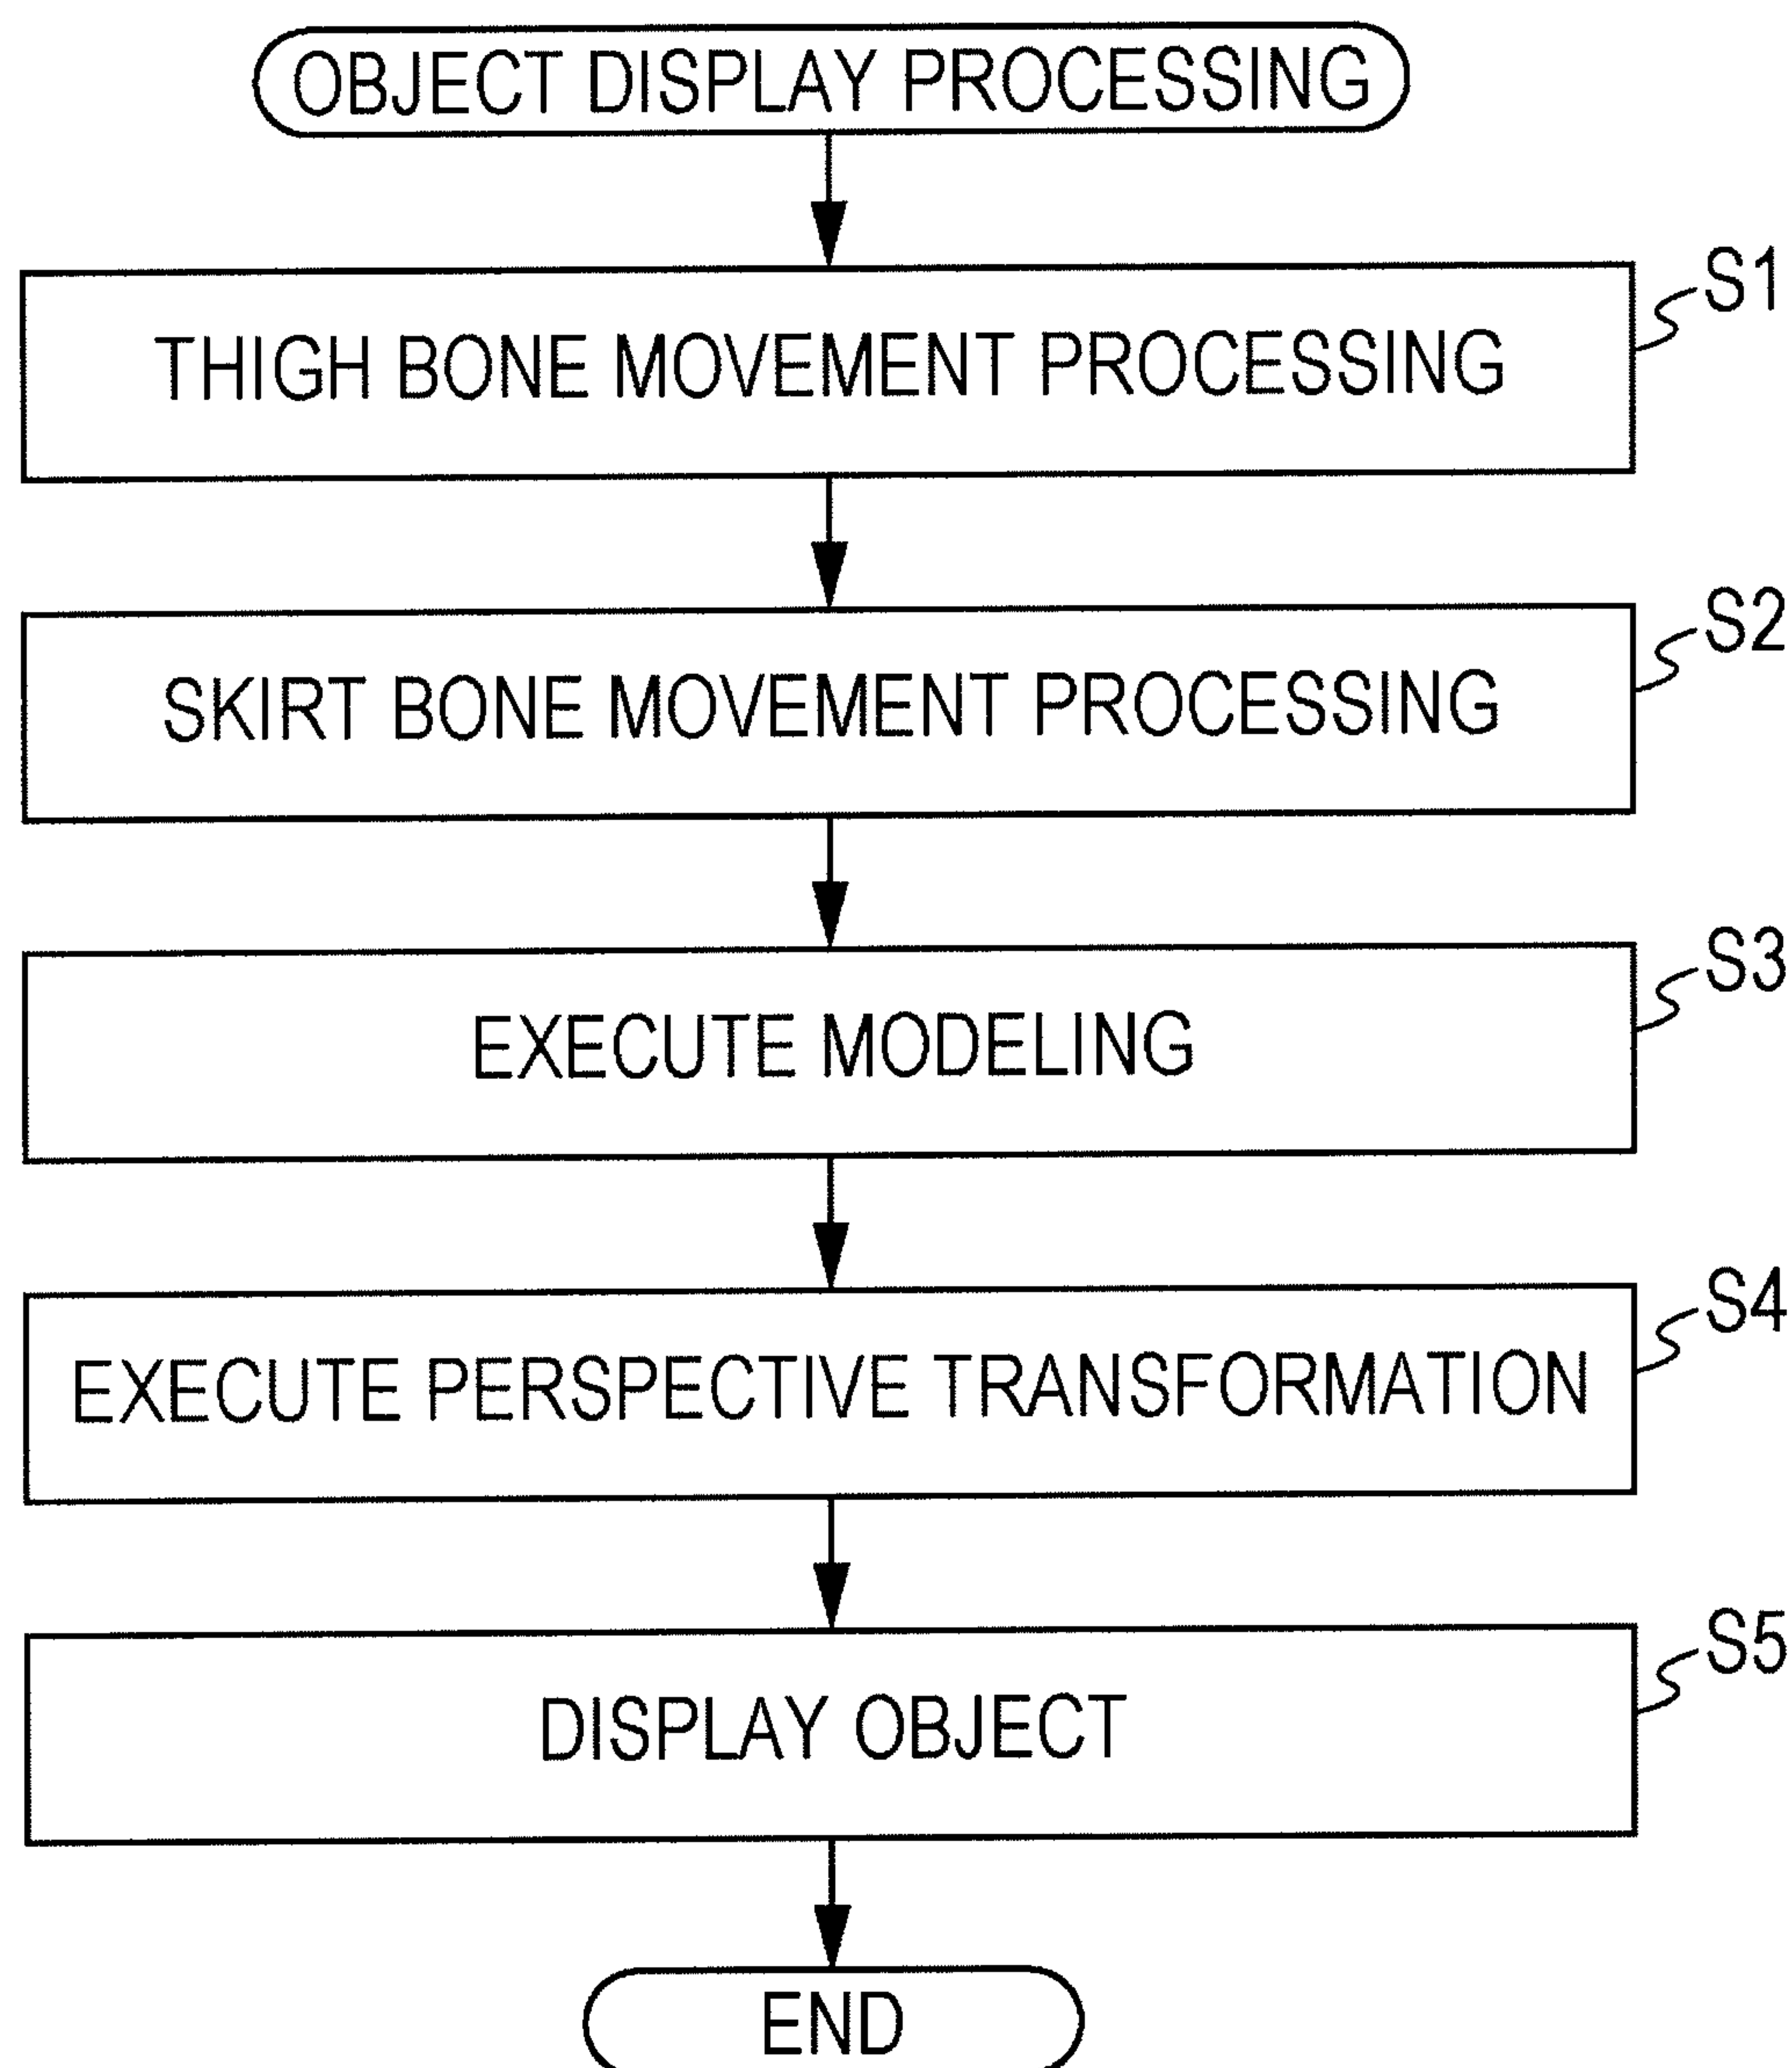 OBJECT DISPLAY PROCESSING
S1
THIGH BONE MOVEMENT PROCESSING
S2
SKIRT BONE MOVEMENT PROCESSING
S3
EXECUTE MODELING
S4
EXECUTE PERSPECTIVE TRANSFORMATION
S5
DISPLAY OBJECT
END